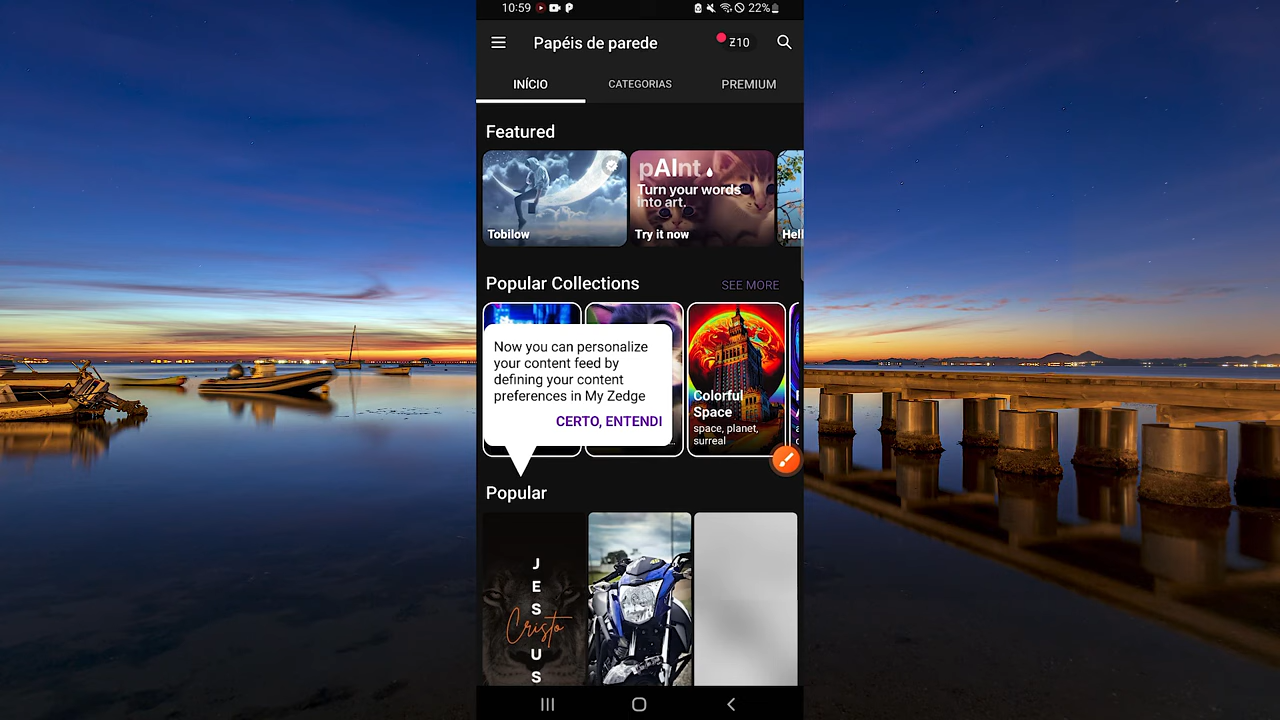 10:59
22%
Papéis de parede
Ƶ10
INÍCIO
CATEGORIAS
PREMIUM
Featured
pAInt
Turn your words
into art.
Tobilow
Try it now
Hell
Popular Collections
SEE MORE
Now you can personalize
your content feed by
defining your content
preferences in My Zedge
CERTO, ENTENDI
Colorful
Space
space, planet,
surreal
Popular
J
E
S
Cristo
U
S